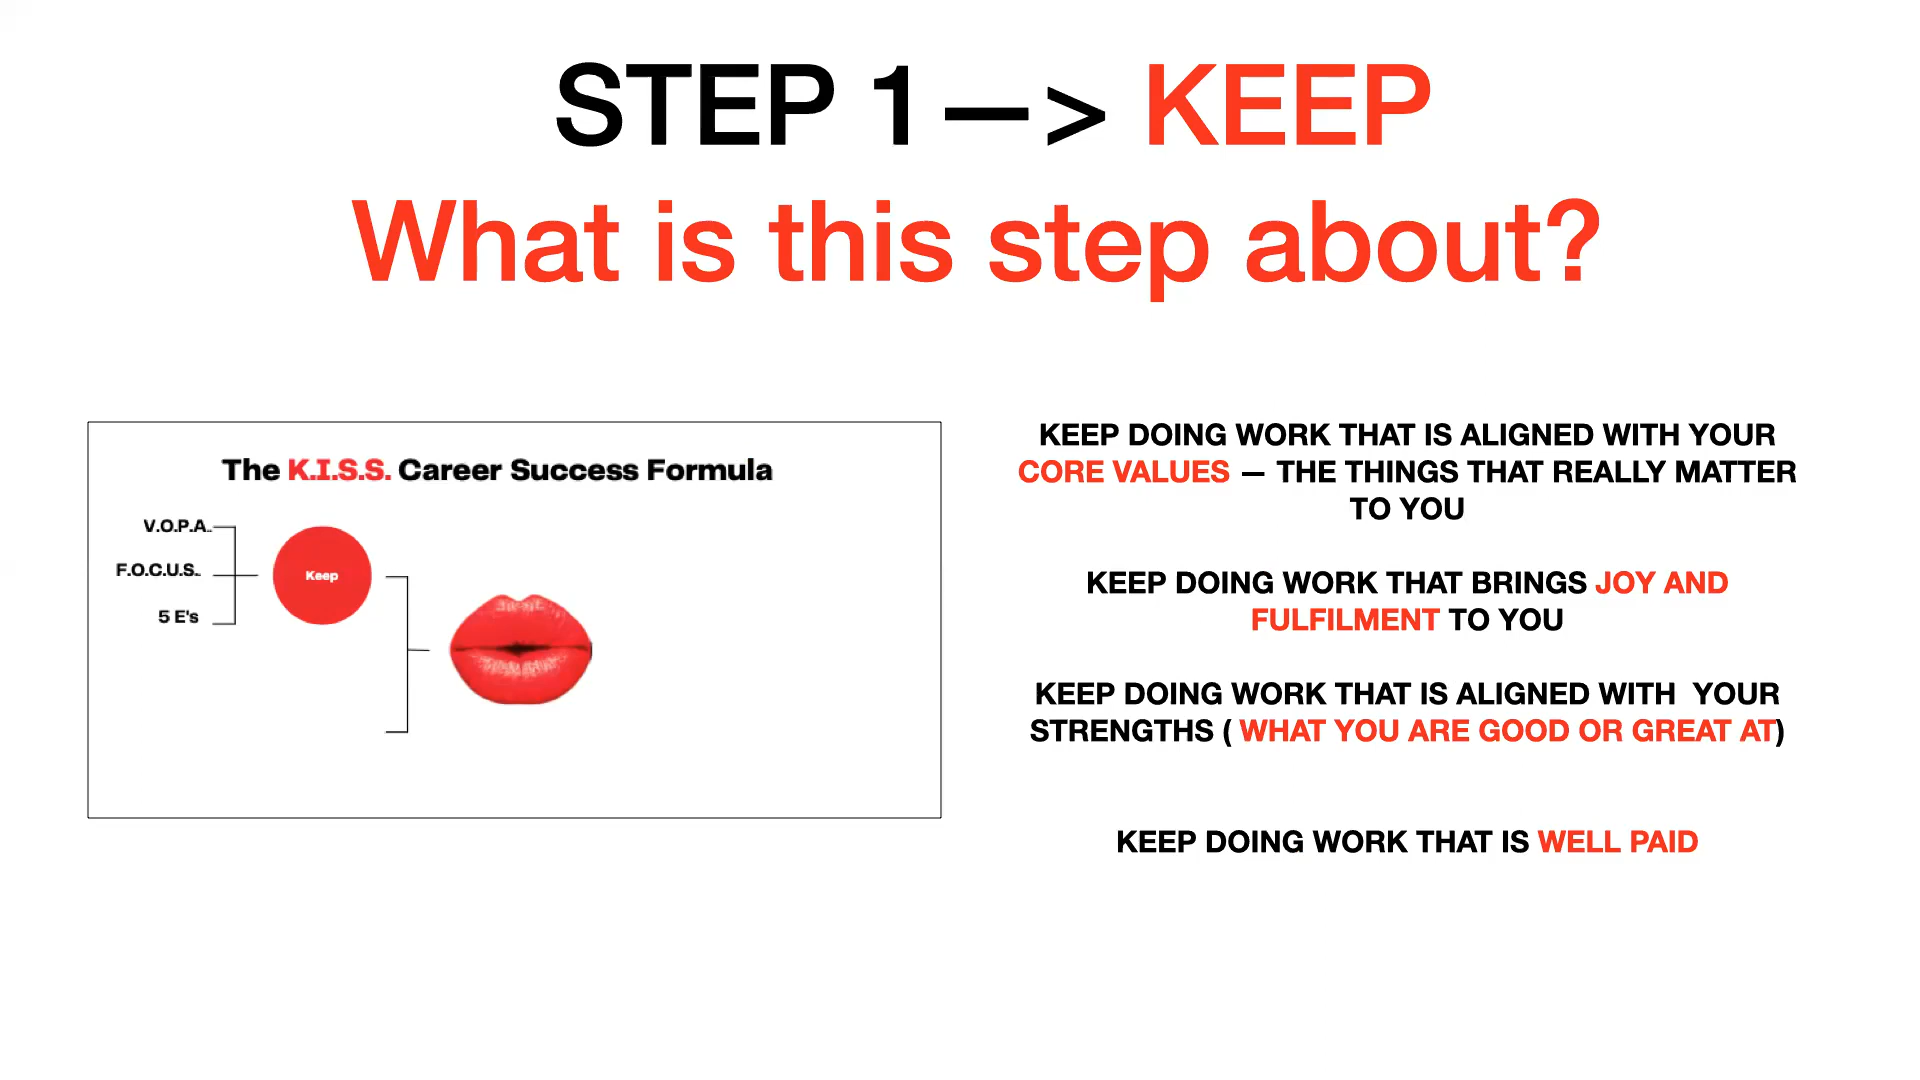 STEP 1—> KEEP
What is this step about?
The K.I.S.S. Career Success Formula
V.O.P.A..
F.O.C.U.S..
5 E's
Keep
KEEP DOING WORK THAT IS ALIGNED WITH YOUR
CORE VALUES — THE THINGS THAT REALLY MATTER
TO YOU
KEEP DOING WORK THAT BRINGS JOY AND
FULFILMENT TO YOU
KEEP DOING WORK THAT IS ALIGNED WITH  YOUR
STRENGTHS ( WHAT YOU ARE GOOD OR GREAT AT)
KEEP DOING WORK THAT IS WELL PAID